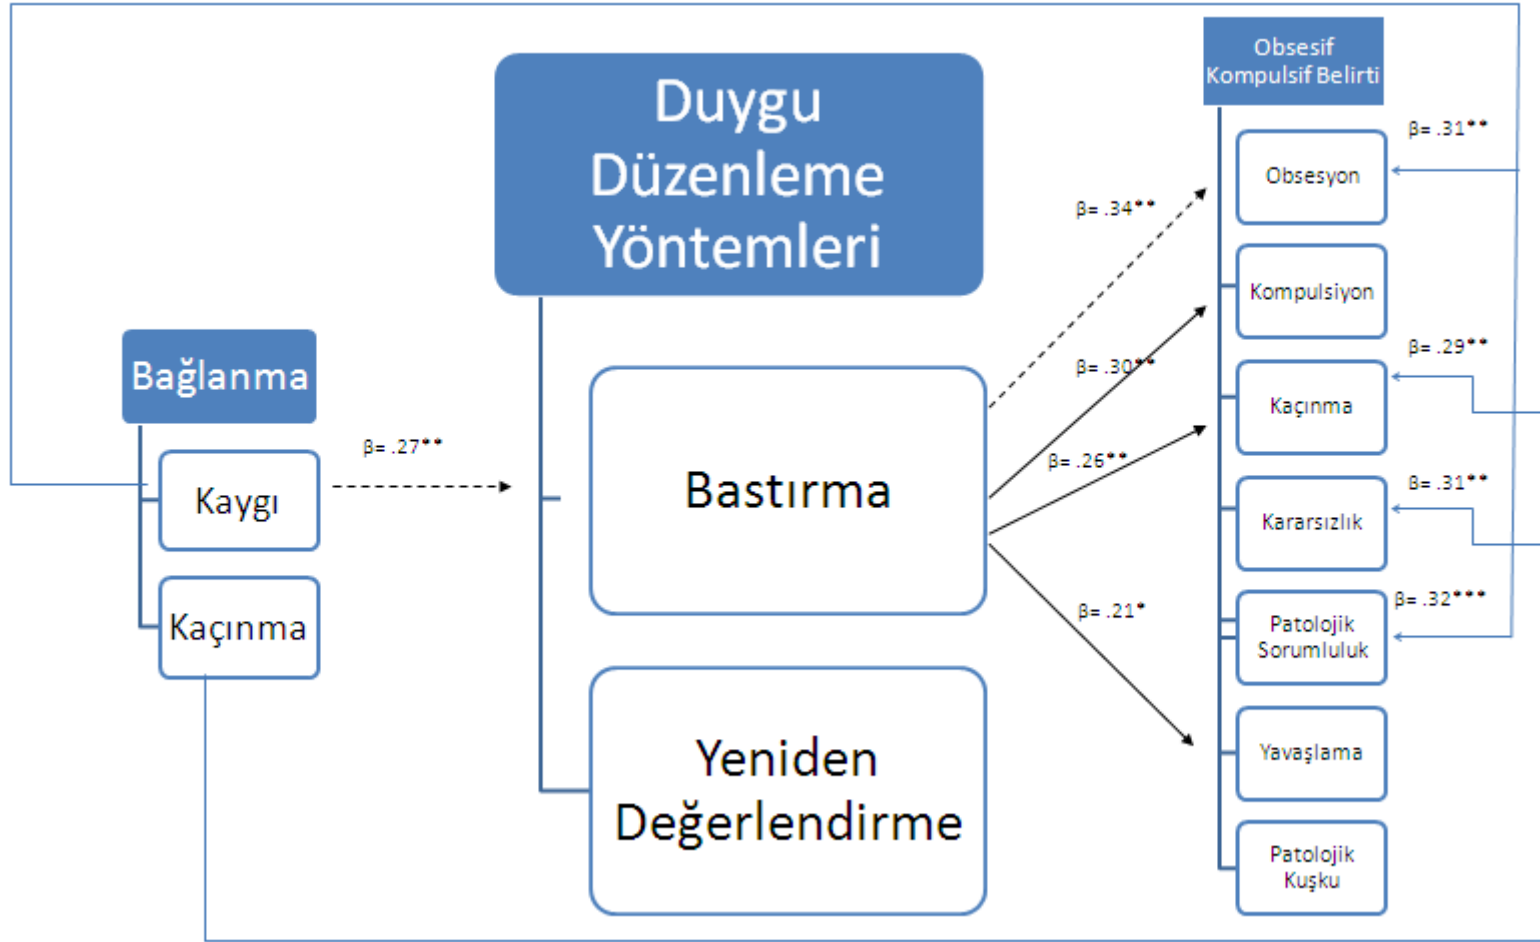 Obsesif
Kompulsif Belirti
Duygu
Düzenleme
Yöntemleri
β= .31**
Obsesyon
β= .34**
Kompulsiyon
Bağlanma
β= .30**
β= .29**
Kaçınma
β= .27**
β= .26**
Kaygı
Bastırma
β= .31**
Kararsızlık
Kaçınma
β= .21*
β= .32***
Patolojik
Sorumluluk
Yeniden
Değerlendirme
Yavaşlama
Patolojik
Kuşku